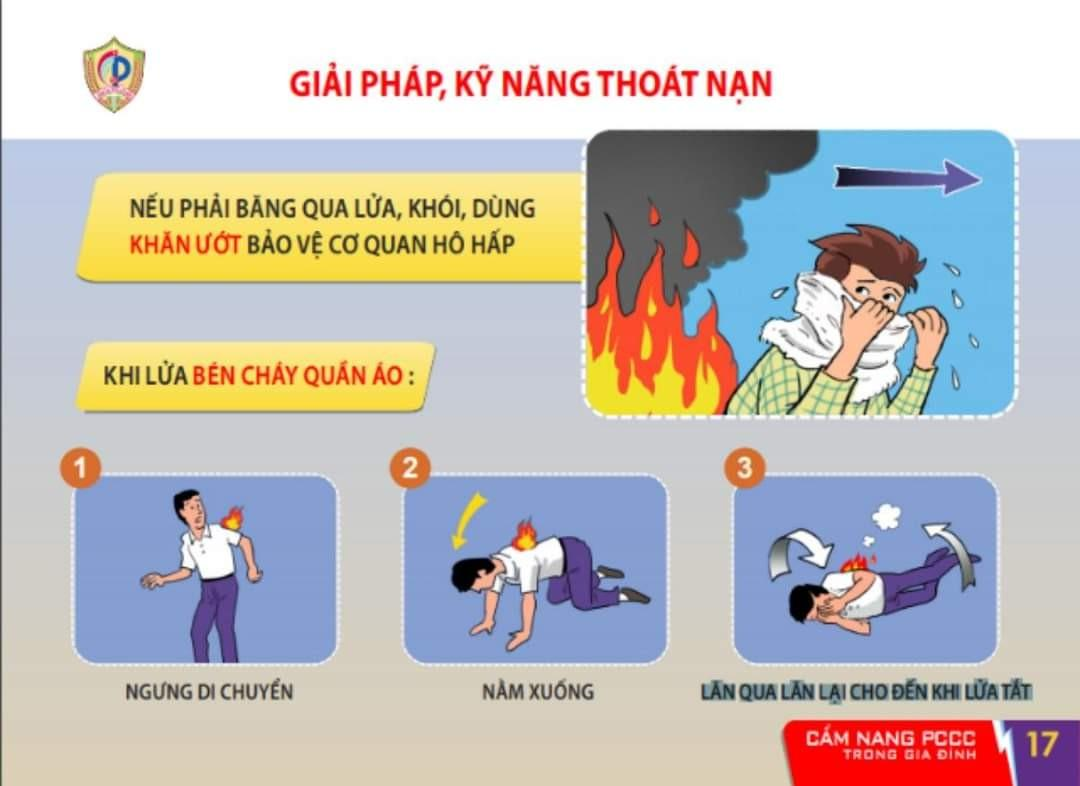 GIẢI PHÁP, KỸ NĂNG THOÁT NẠN
NẾU PHẢI BĂNG QUA LỬA, KHÓI, DÙNG
KHĂN ƯỚT BẢO VỆ CƠ QUAN HÔ HẤP
KHI LỬA BÉN CHÁY QUẦN ÁO :
1
2
3
NGƯNG DI CHUYỂN
NẰM XUỐNG
LĂN QUA LĂN LẠI CHO ĐẾN KHI LỬA TẮT
CẨM NANG PCCC
TRONG GIA ĐÌNH
17